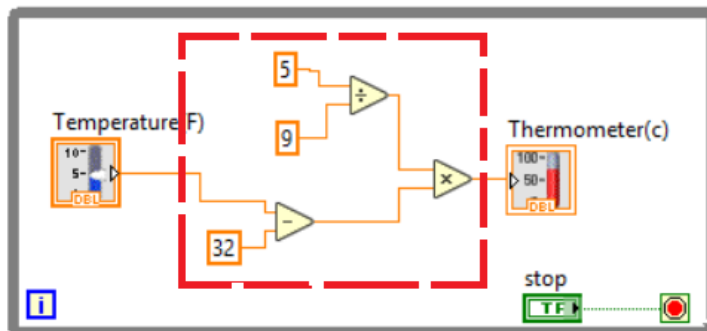 5
÷
Temperature(F)
9
Thermometer(c)
10
5
100
50
×
DBL
DBL
−
32
stop
i
TF